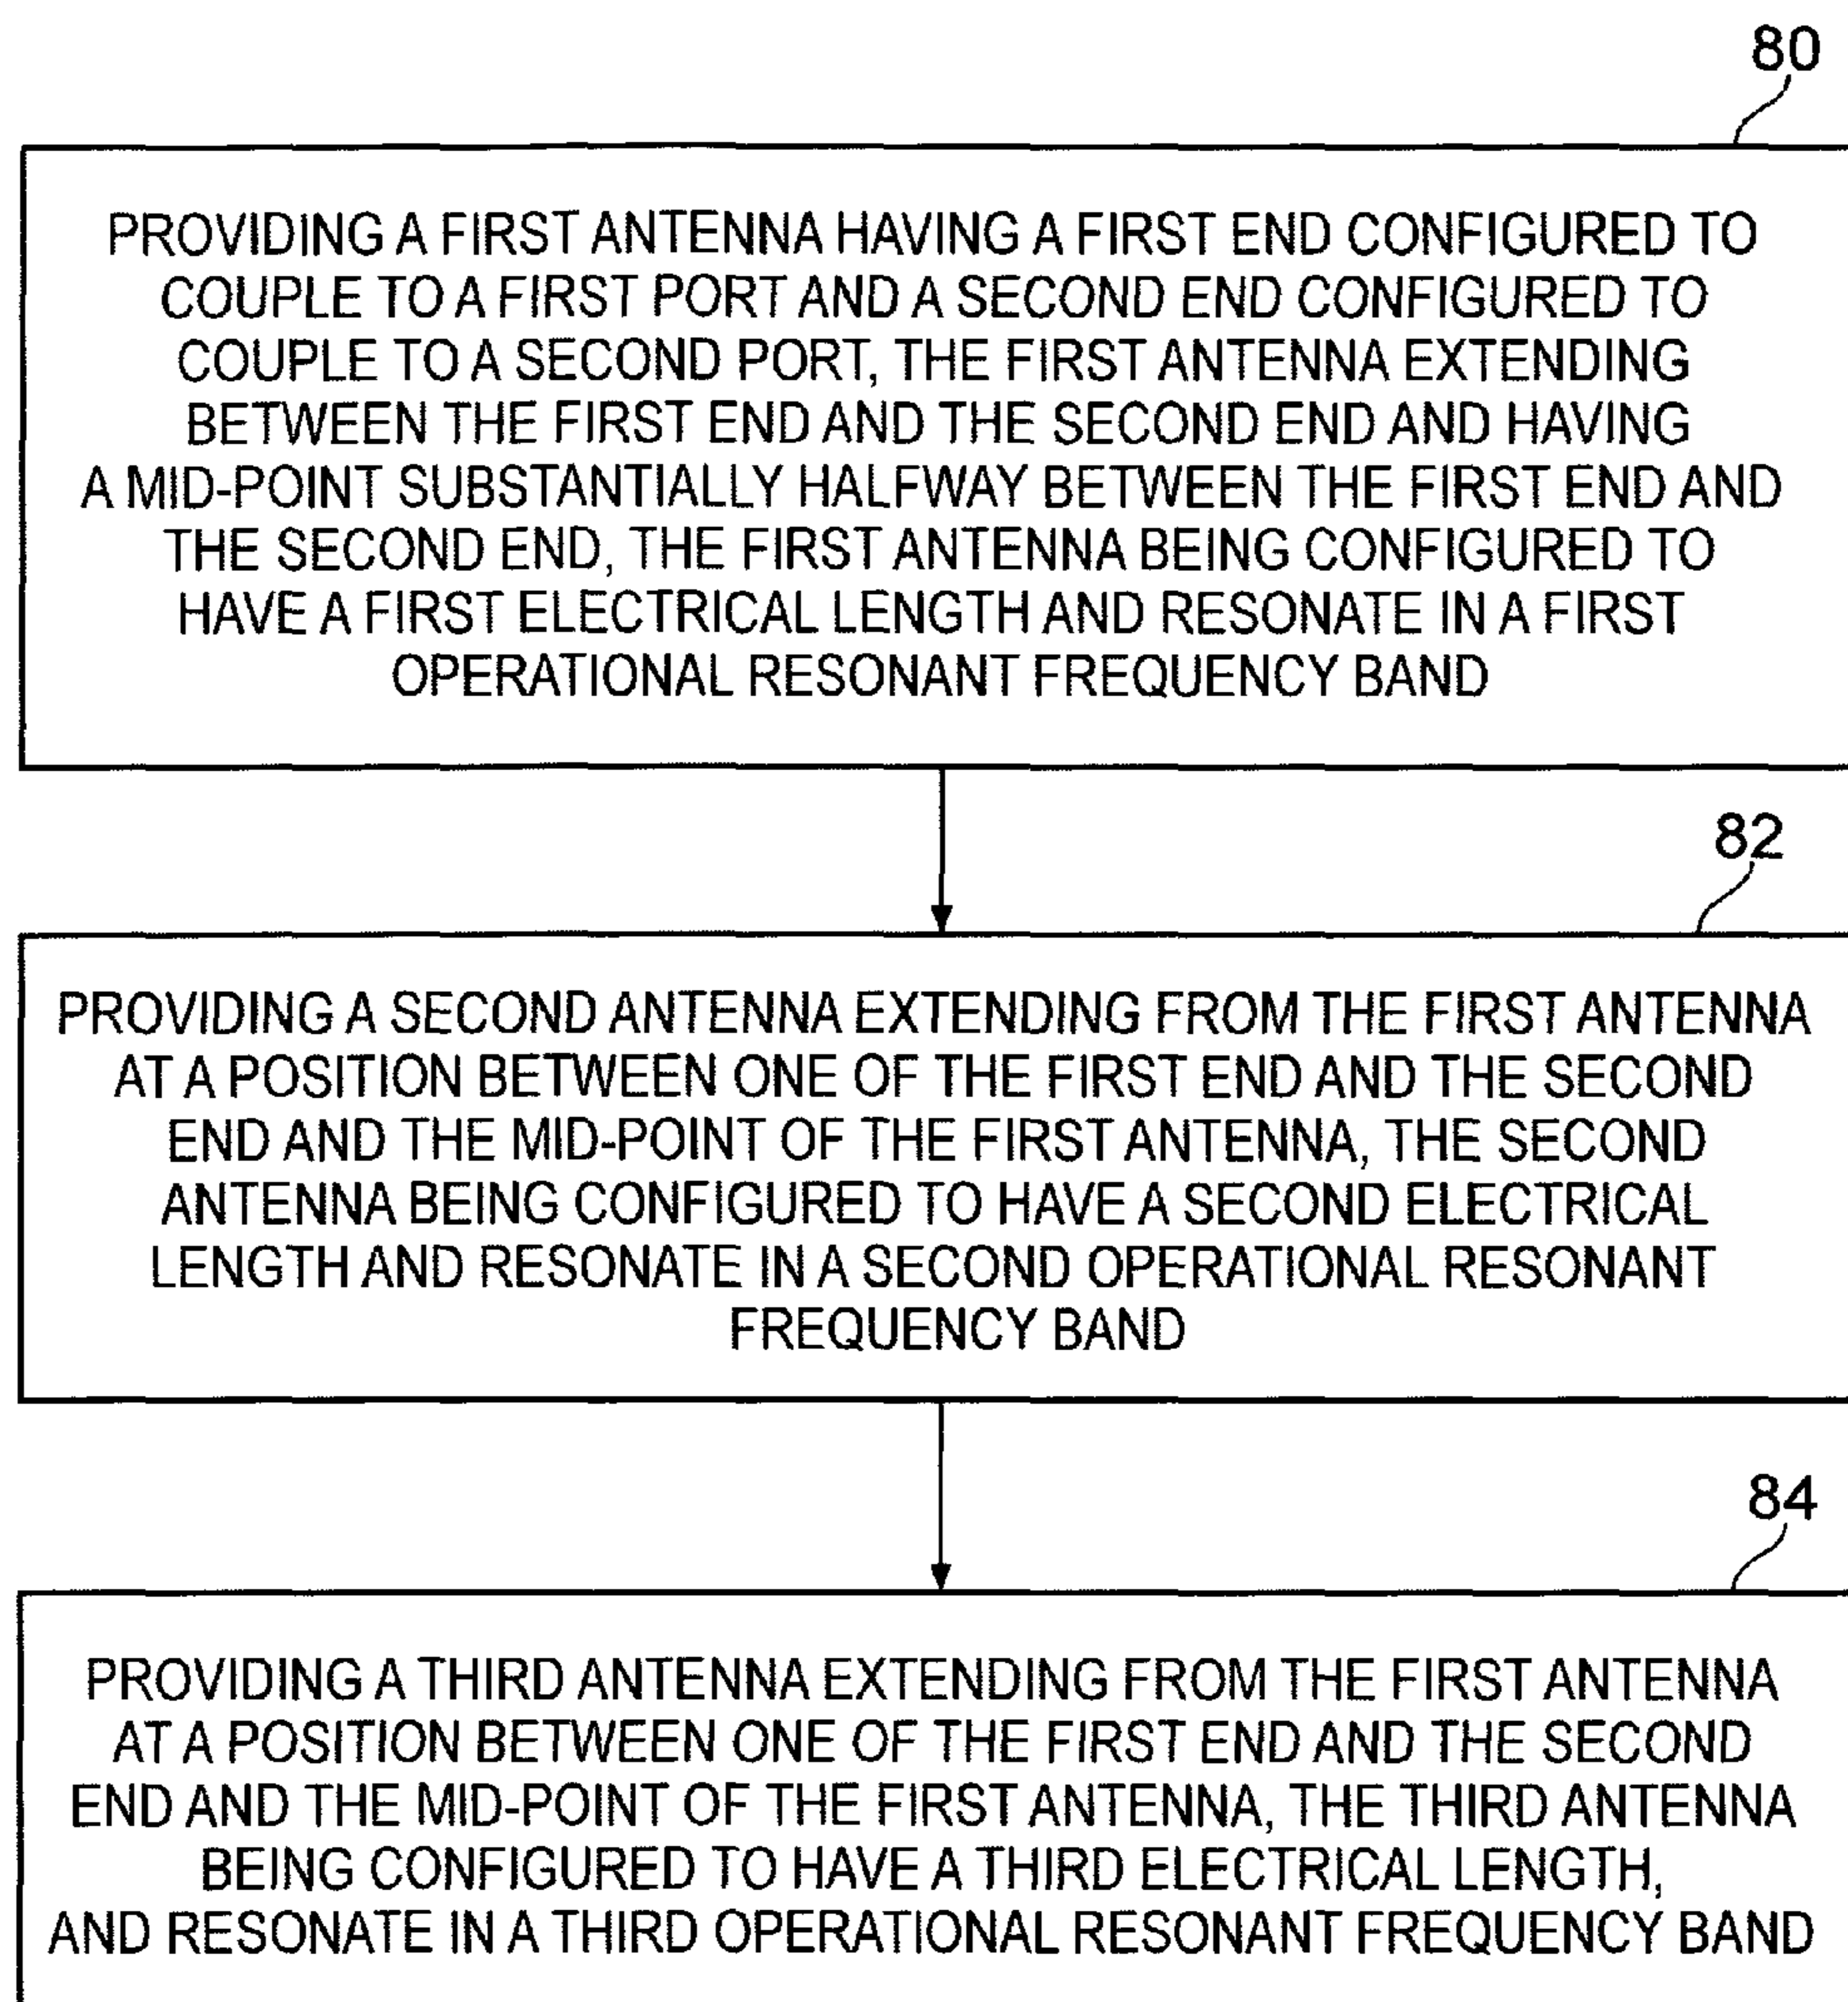 80
PROVIDING A FIRST ANTENNA HAVING A FIRST END CONFIGURED TO
COUPLE TO A FIRST PORT AND A SECOND END CONFIGURED TO
COUPLE TO A SECOND PORT, THE FIRST ANTENNA EXTENDING
BETWEEN THE FIRST END AND THE SECOND END AND HAVING
A MID-POINT SUBSTANTIALLY HALFWAY BETWEEN THE FIRST END AND
THE SECOND END, THE FIRST ANTENNA BEING CONFIGURED TO
HAVE A FIRST ELECTRICAL LENGTH AND RESONATE IN A FIRST
OPERATIONAL RESONANT FREQUENCY BAND
82
PROVIDING A SECOND ANTENNA EXTENDING FROM THE FIRST ANTENNA
AT A POSITION BETWEEN ONE OF THE FIRST END AND THE SECOND
END AND THE MID-POINT OF THE FIRST ANTENNA, THE SECOND
ANTENNA BEING CONFIGURED TO HAVE A SECOND ELECTRICAL
LENGTH AND RESONATE IN A SECOND OPERATIONAL RESONANT
FREQUENCY BAND
84
PROVIDING A THIRD ANTENNA EXTENDING FROM THE FIRST ANTENNA
AT A POSITION BETWEEN ONE OF THE FIRST END AND THE SECOND
END AND THE MID-POINT OF THE FIRST ANTENNA, THE THIRD ANTENNA
BEING CONFIGURED TO HAVE A THIRD ELECTRICAL LENGTH,
AND RESONATE IN A THIRD OPERATIONAL RESONANT FREQUENCY BAND